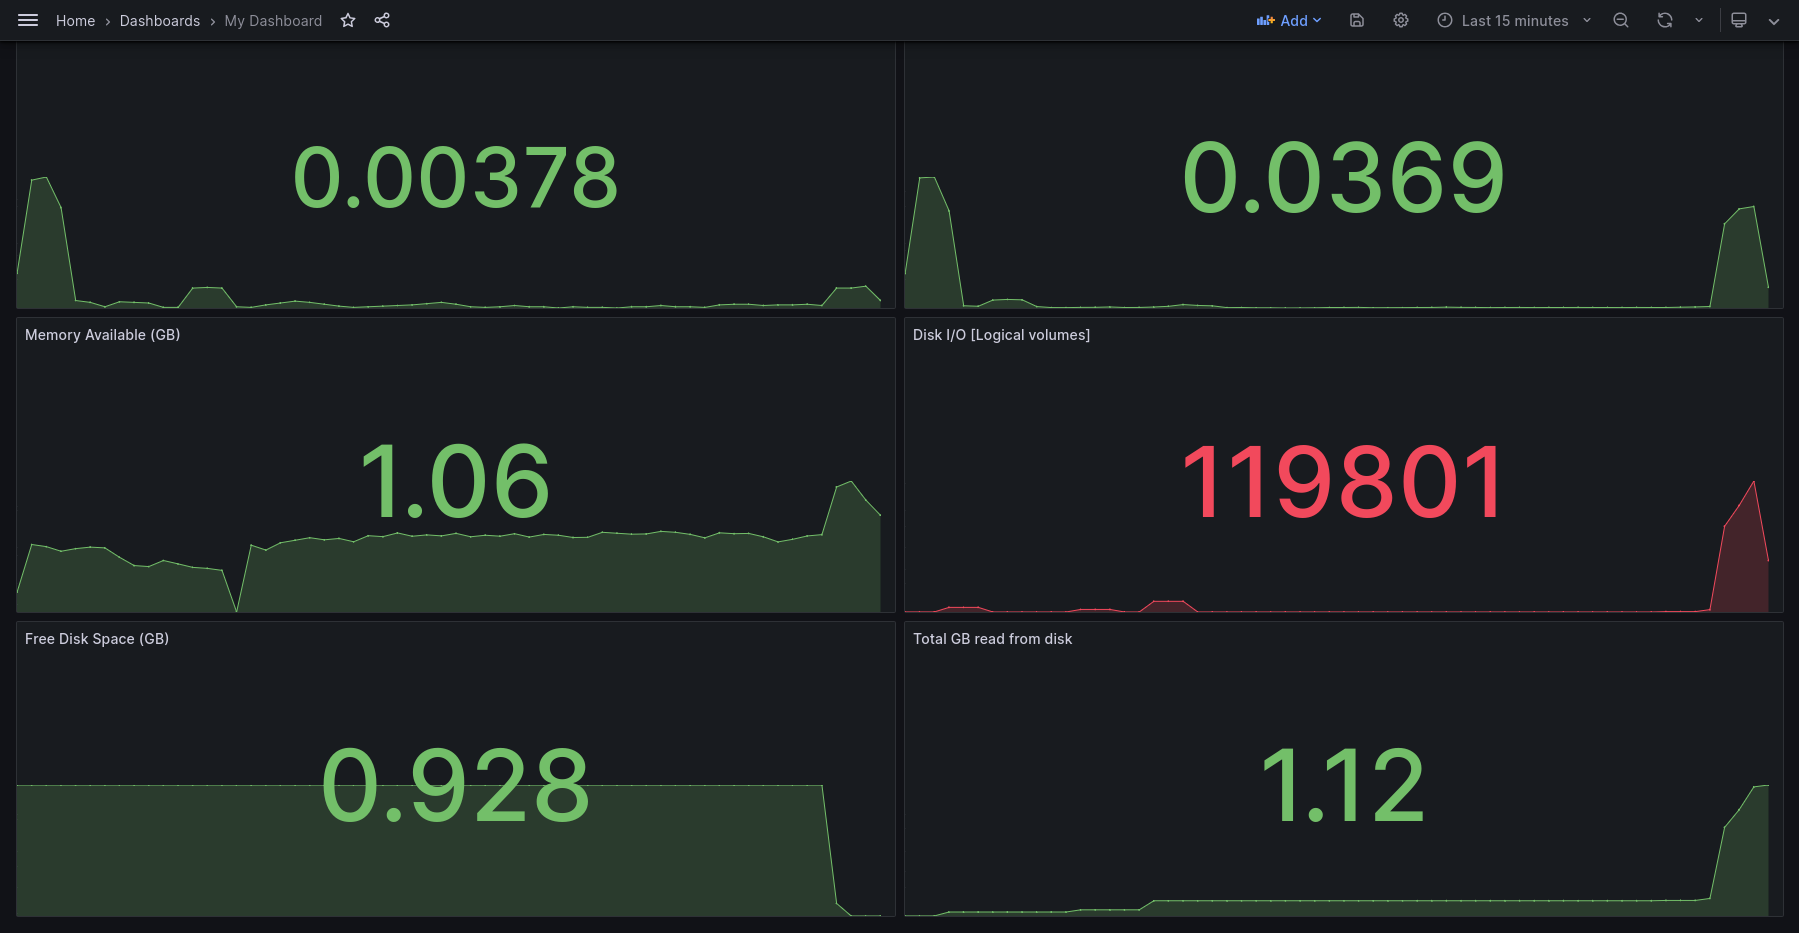 Home › Dashboards › My Dashboard
Add
Last 15 minutes
0.00378
0.0369
Memory Available (GB)
1.06
Disk I/O [Logical volumes]
119801
Free Disk Space (GB)
0.928
Total GB read from disk
1.12